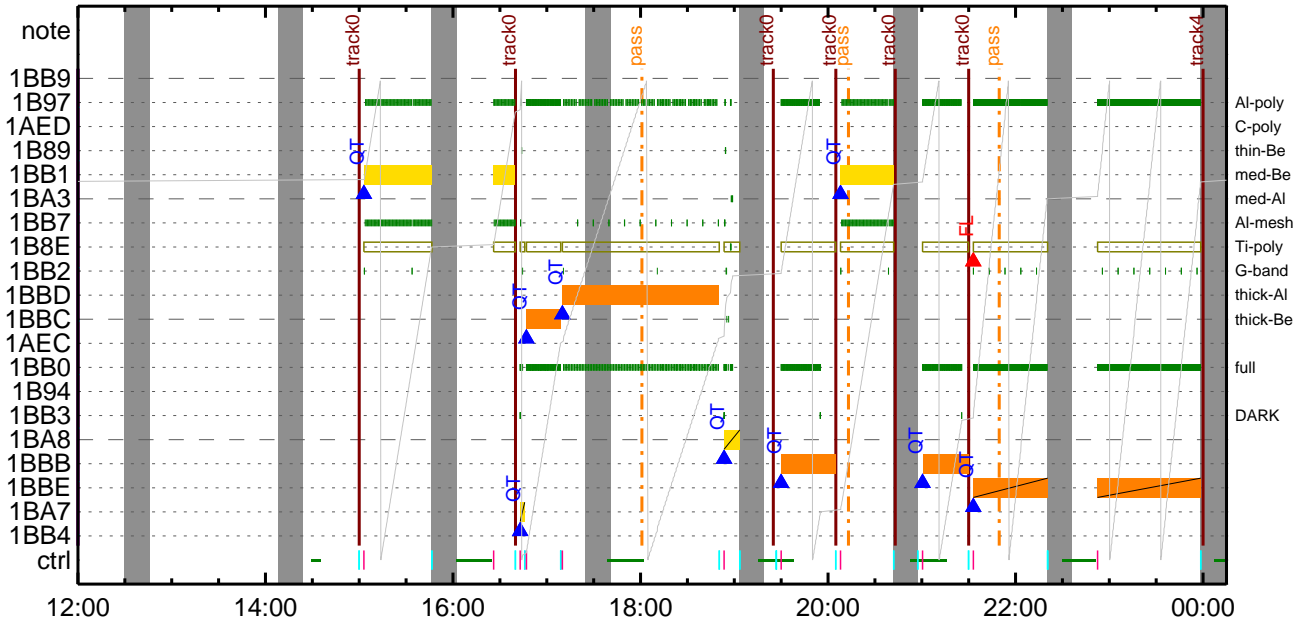 note
track0 track0 pass track0 track0 pass track0 track0 pass track4
1BB9
1B97 Al-poly
1AED C-poly
1B89 thin-Be
QT QT
1BB1 med-Be
1BA3 med-Al
1BB7 Al-mesh
FL
1B8E Ti-poly
1BB2 G-band
QT QT
1BBD thick-Al
1BBC thick-Be
1AEC
1BB0 full
1B94
1BB3 DARK
QT
1BA8
QT QT
1BBB
QT QT
1BBE
1BA7
1BB4
ctrl
12:00 14:00 16:00 18:00 20:00 22:00 00:00